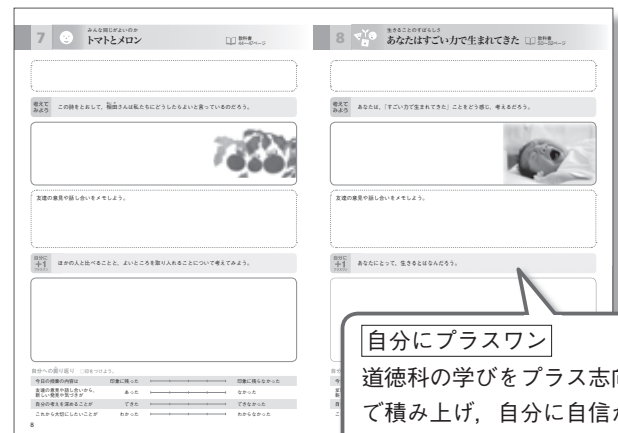 7
みんな同じがよいのか
トマトとメロン
教科書
考えてみよう
この詩をとおして，相田さんは私たちにどうしたらよいと言っているのだろう。
友達の意見や話し合いをメモしよう。
自分に
+1
ほかの人と比べることと，よいところを取り入れることについて考えてみよう。
自分への振り返り
今日の授業の内容は 印象に残った 印象に残らなかった
友達の意見や話し合いから，
新しい発見や気づきが あった なかった
自分の考えを深めることが できた できなかった
これから大切にしたいことが わかった わからなかった
8
8
生きることのすばらしさ
あなたはすごい力で生まれてきた
教科書
考えてみよう
あなたは，「すごい力で生まれてきた」ことをどう感じ，考えるだろう。
友達の意見や話し合いをメモしよう。
自分に
+1
あなたにとって，生きるとはなんだろう。
自分にプラスワン
道徳科の学びをプラス志向
で積み上げ，自分に自信が